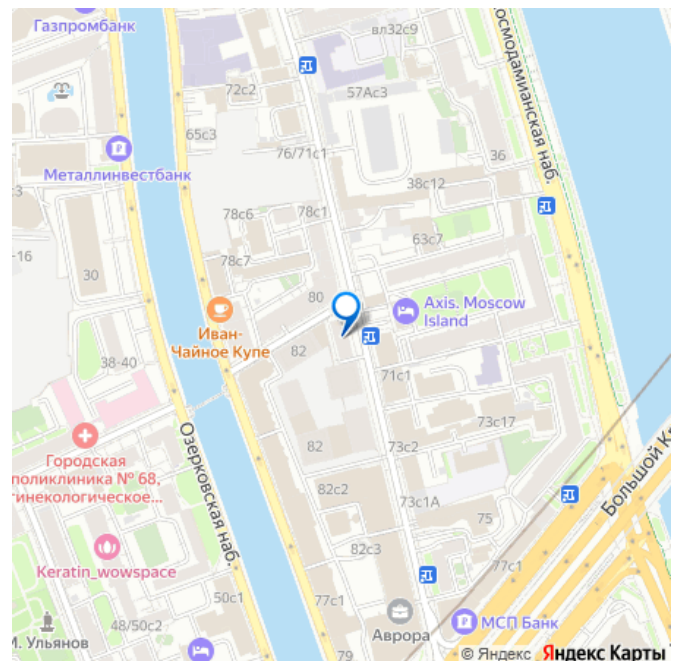 Газпромбанк
вл32с9
осмодамианская наб.
72с2
57Ас3
65с3
Металлинвестбанк
76/71с1
36
38с12
78с6
78с1
-16
63с7
78с7
30
80
Axis. Moscow
Island
Иван-
Чайное Купе
82
38-40
71с1
73с17
Городская
поликлиника № 68,
гинекологическое...
Озерковская наб.
82
73с2
Большой К
82с2
73с1А
75
Keratin_wowspace
82с3
77с1
50с1
77с1
МСП Банк
48/50с2
Аврора
И. Ульянов
79
© Яндекс Яндекс Карты